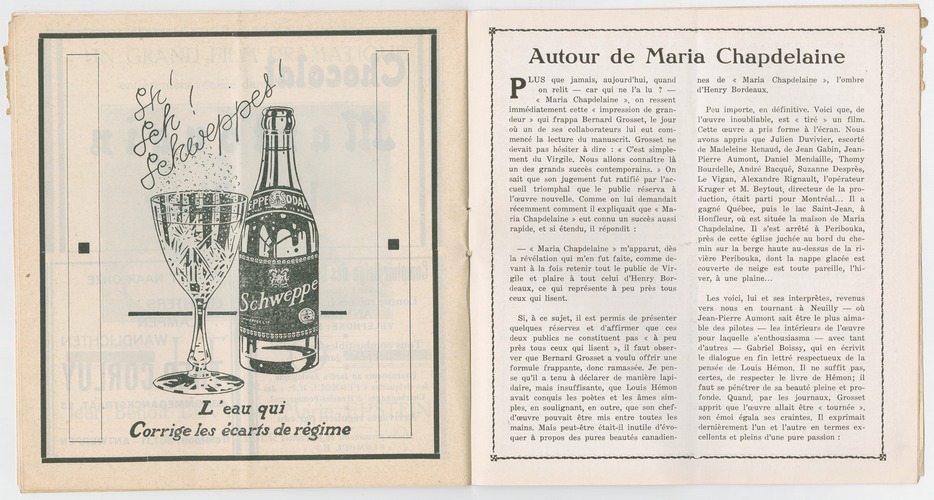 Sh !
Sch !
Schweppes !
Schweppe
L'eau qui
Corrige les écarts de régime
Autour de Maria Chapdelaine
PLUS que jamais, aujourd'hui, quand
on relit — car qui ne l'a lu ? —
« Maria Chapdelaine », on ressent
immédiatement cette « impression de gran-
deur » qui frappa Bernard Grosset, le jour
où un de ses collaborateurs lui eut com-
mencé la lecture du manuscrit. Grosset ne
devait pas hésiter à dire : « C'est simple-
ment du Virgile. Nous allons connaître là
un des grands succès contemporains. » On
sait que son jugement fut ratifié par l'ac-
cueil triomphal que le public réserva à
l'œuvre nouvelle. Comme on lui demandait
récemment comment il expliquait que « Ma-
ria Chapdelaine » eut connu un succès aussi
rapide, et si étendu, il répondit :
— « Maria Chapdelaine » m'apparut, dès
la révélation qui m'en fut faite, comme de-
vant à la fois retenir tout le public de Vir-
gile et plaire à tout celui d'Henry Bor-
deaux, ce qui représente à peu près tous
ceux qui lisent.
Si, à ce sujet, il est permis de présenter
quelques réserves et d'affirmer que ces
deux publics ne constituent pas « à peu
près tous ceux qui lisent », il faut obser-
ver que Bernard Grosset a voulu offrir une
formule frappante, donc ramassée. Je pen-
se qu'il a tenu à déclarer de manière lapi-
daire, mais insuffisante, que Louis Hémon
avait conquis les poètes et les âmes sim-
ples, en soulignant, en outre, que son chef-
d'œuvre pouvait être mis entre toutes les
mains. Mais peut-être était-il inutile d'évo-
quer à propos des pures beautés canadien-
nes de « Maria Chapdelaine », l'ombre
d'Henry Bordeaux.
Peu importe, en définitive. Voici que, de
l'œuvre inoubliable, est « tiré » un film.
Cette œuvre a pris forme à l'écran. Nous
avons appris que Julien Duvivier, escorté
de Madeleine Renaud, de Jean Gabin, Jean-
Pierre Aumont, Daniel Mendaille, Thomy
Bourdelle, André Bacqué, Suzanne Desprès,
Le Vigan, Alexandre Rignault, l'opérateur
Kruger et M. Beytout, directeur de la pro-
duction, était parti pour Montréal... Il a
gagné Québec, puis le lac Saint-Jean, à
Honfleur, où est située la maison de Maria
Chapdelaine. Il s'est arrêté à Peribouka,
près de cette église juchée au bord du che-
min sur la berge haute au-dessus de la ri-
vière Peribouka, dont la nappe glacée est
couverte de neige est toute pareille, l'hi-
ver, à une plaine...
Les voici, lui et ses interprètes, revenus
vers nous en tournant à Neuilly — où
Jean-Pierre Aumont sait être le plus aima-
ble des pilotes — les intérieurs de l'œuvre
pour laquelle s'enthousiasma — avec tant
d'autres — Gabriel Boissy, qui en écrivit
le dialogue en fin lettré respectueux de la
pensée de Louis Hémon. Il ne suffit pas,
certes, de respecter le livre de Hémon; il
faut se pénétrer de sa beauté pleine et pro-
fonde. Quand, par les journaux, Grosset
apprit que l'œuvre allait être « tournée »,
son émoi égala ses craintes. Il exprimait
dernièrement l'un et l'autre en termes ex-
cellents et pleins d'une pure passion :